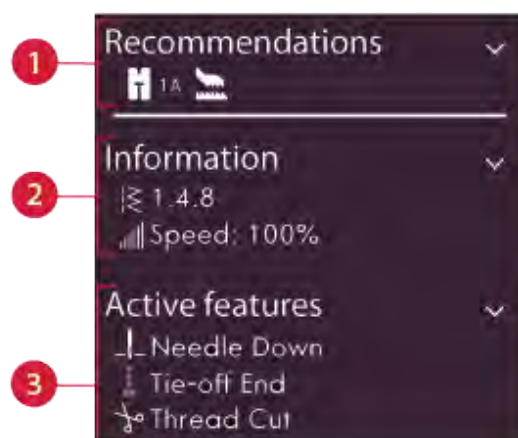 1
Recommendations
1A
2
Information
1.4.8
Speed: 100%
Active features
Needle Down
3
Tie-off End
Thread Cut